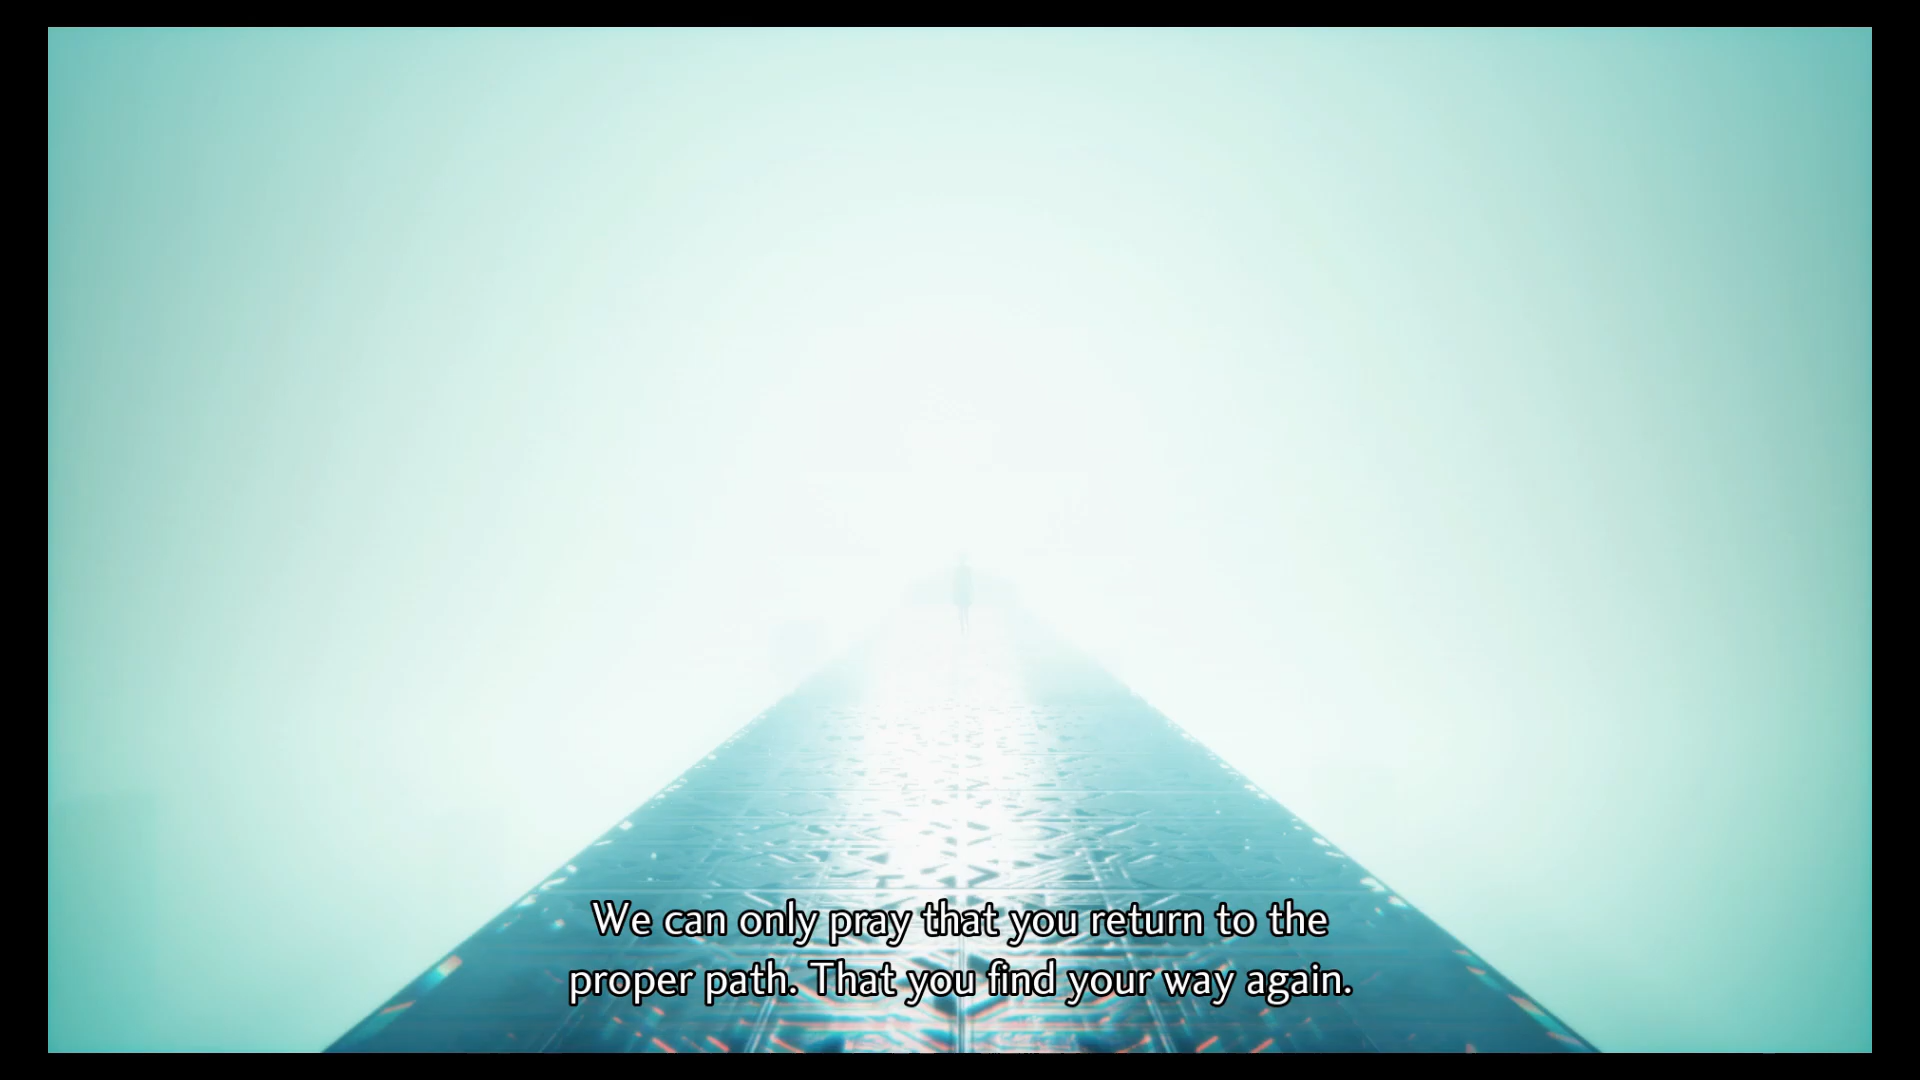 We can only pray that you return to the
proper path. That you find your way again.